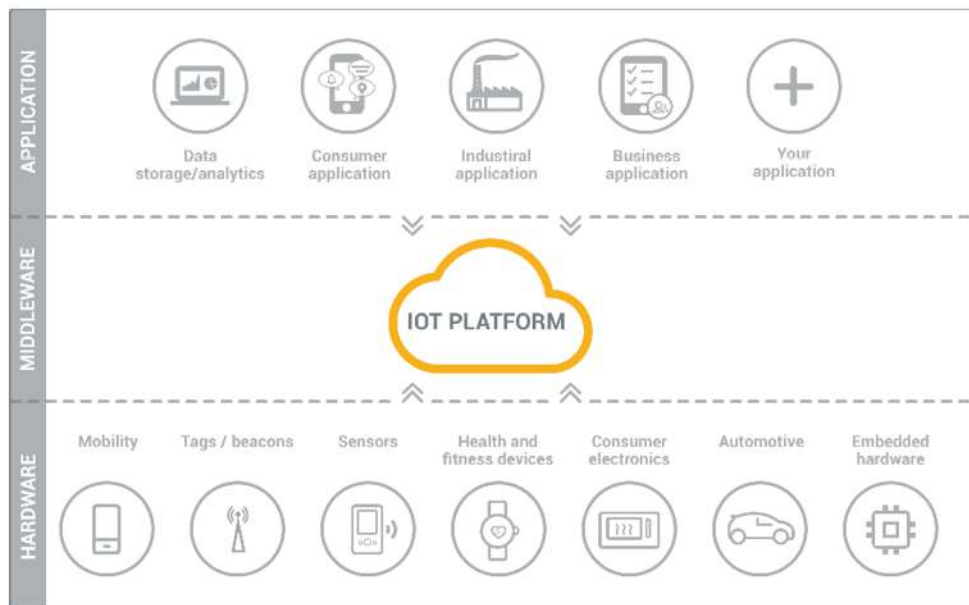 APPLICATION
Data
storage/analytics
Consumer
application
Industiral
application
Business
application
Your
application
MIDDLEWARE
IOT PLATFORM
HARDWARE
Mobility
Tags / beacons
Sensors
Health and
fitness devices
Consumer
electronics
Automotive
Embedded
hardware